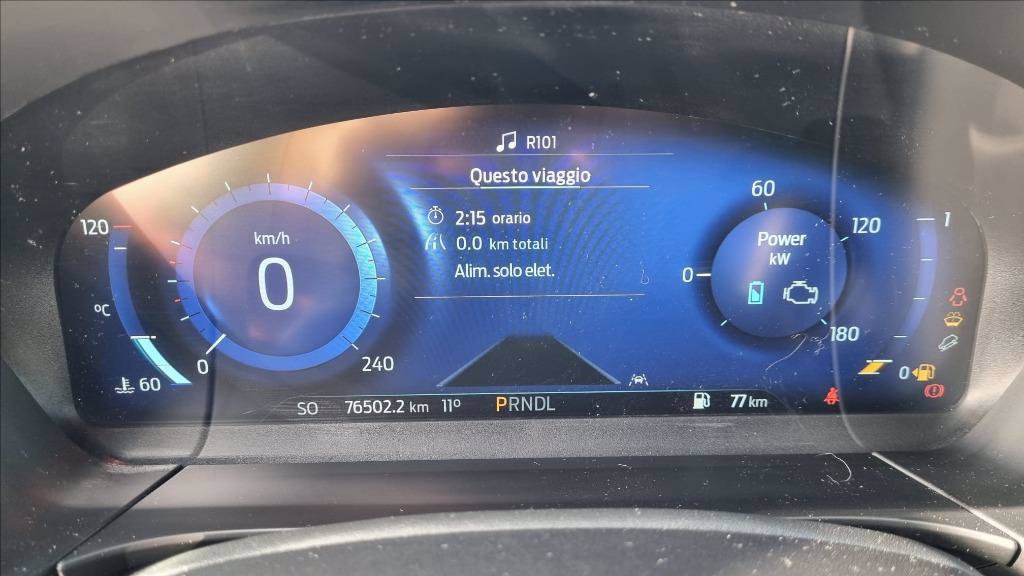 R101
Questo viaggio
2:15 orario
0.0 km totali
Alim. solo elet.
120
°C
60
km/h
0
0
240
60
120
0
180
Power
kW
1
0
SO 76502.2 km 11° PRNDL 77 km